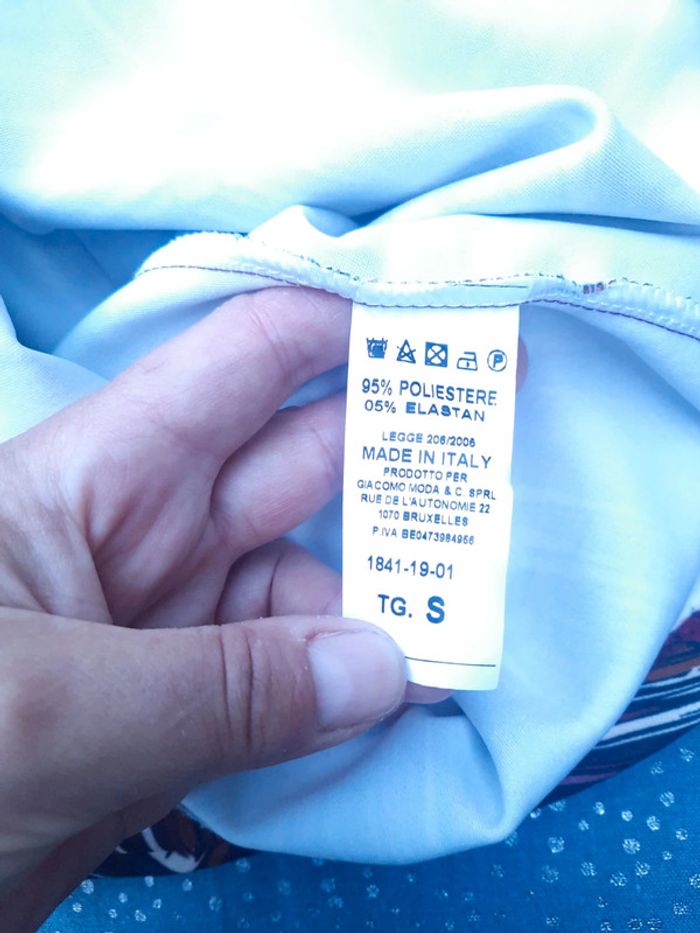 P
95% POLIESTERE
05% ELASTAN
LEGGE 206/2006
MADE IN ITALY
PRODOTTO PER
GIACOMO MODA & C. SPRL
RUE DE L'AUTONOMIE 22
1070 BRUXELLES
P.IVA BE0473984956
1841-19-01
TG. S